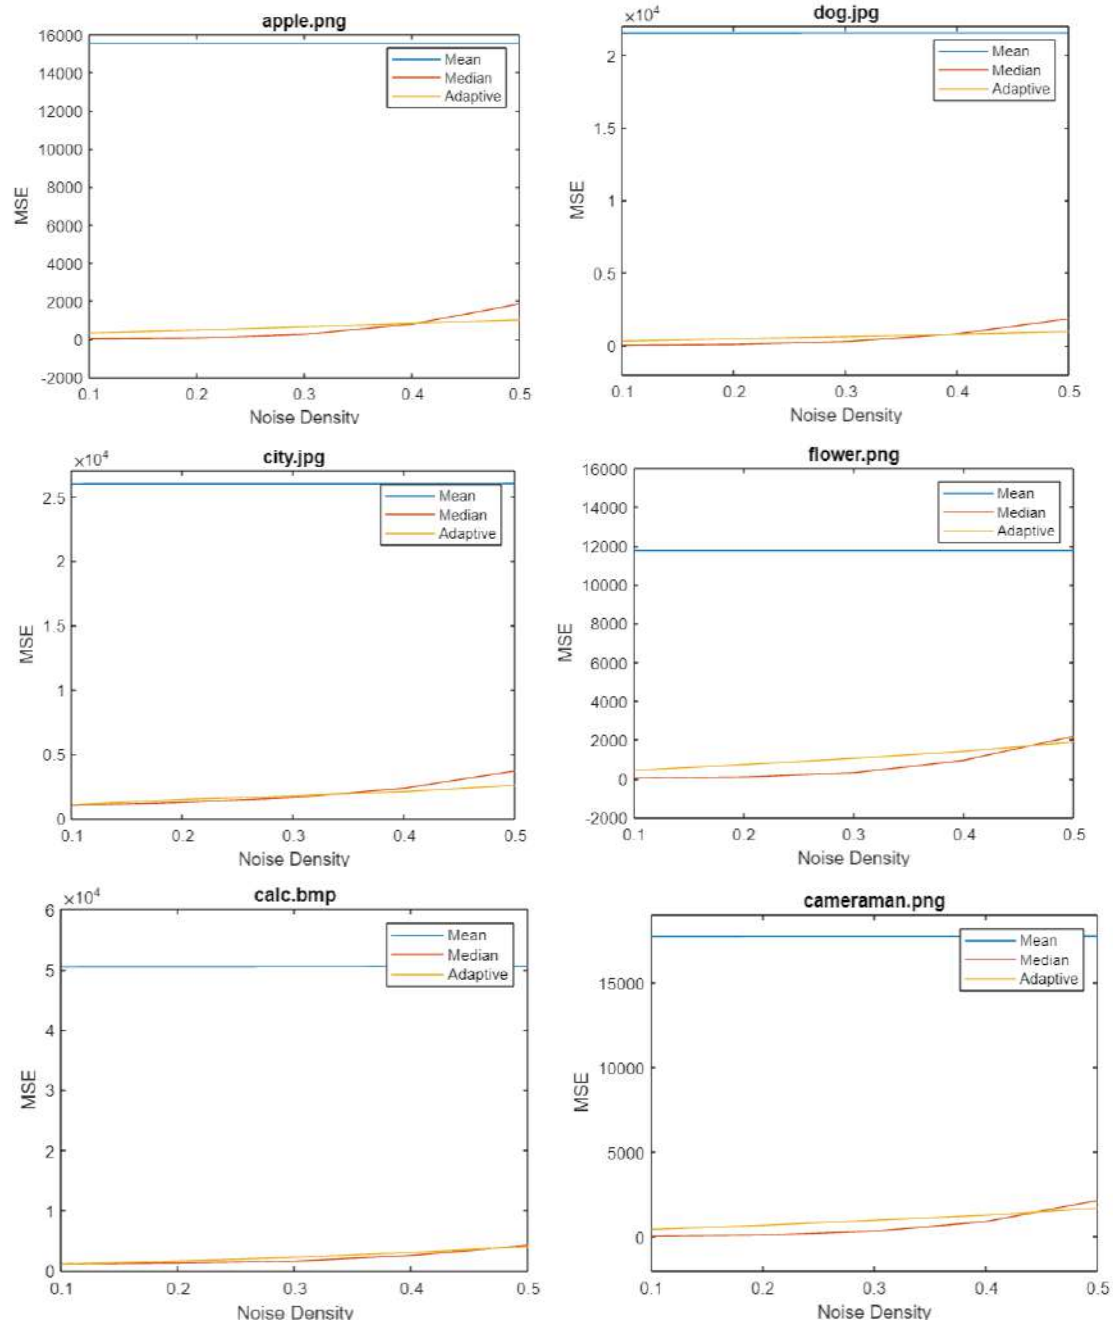 apple.png
16000
14000
12000
10000
8000
6000
4000
2000
0
-2000
MSE
Mean
Median
Adaptive
0.1 0.2 0.3 0.4 0.5
Noise Density
dog.jpg
×10⁴
2
1.5
1
0.5
0
MSE
Mean
Median
Adaptive
0.1 0.2 0.3 0.4 0.5
Noise Density
city.jpg
×10⁴
2.5
2
1.5
1
0.5
0
MSE
Mean
Median
Adaptive
0.1 0.2 0.3 0.4 0.5
Noise Density
flower.png
16000
14000
12000
10000
8000
6000
4000
2000
0
-2000
MSE
Mean
Median
Adaptive
0.1 0.2 0.3 0.4 0.5
Noise Density
calc.bmp
×10⁴
6
5
4
3
2
1
0
MSE
Mean
Median
Adaptive
0.1 0.2 0.3 0.4 0.5
Noise Density
cameraman.png
15000
10000
5000
0
MSE
Mean
Median
Adaptive
0.1 0.2 0.3 0.4 0.5
Noise Density